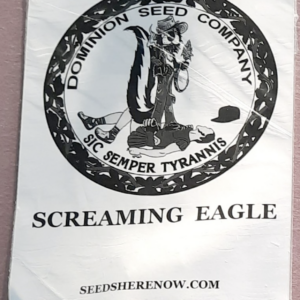 DOMINION SEED COMPANY
SIC SEMPER TYRANNIS
SCREAMING EAGLE
SEEDSHERENOW.COM